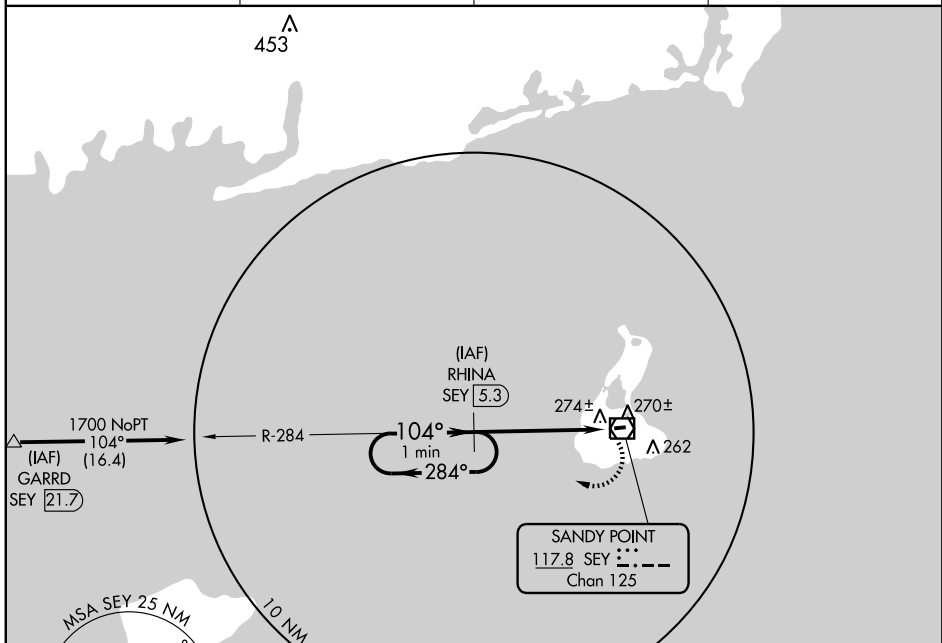 453
(IAF)
RHINA
SEY 5.3
274±
270±
1700 NoPT
104°
(16.4)
R-284
104°
1 min
284°
262
(IAF)
GARRD
SEY 21.7
SANDY POINT
117.8 SEY
Chan 125
MSA SEY 25 NM
10 NM